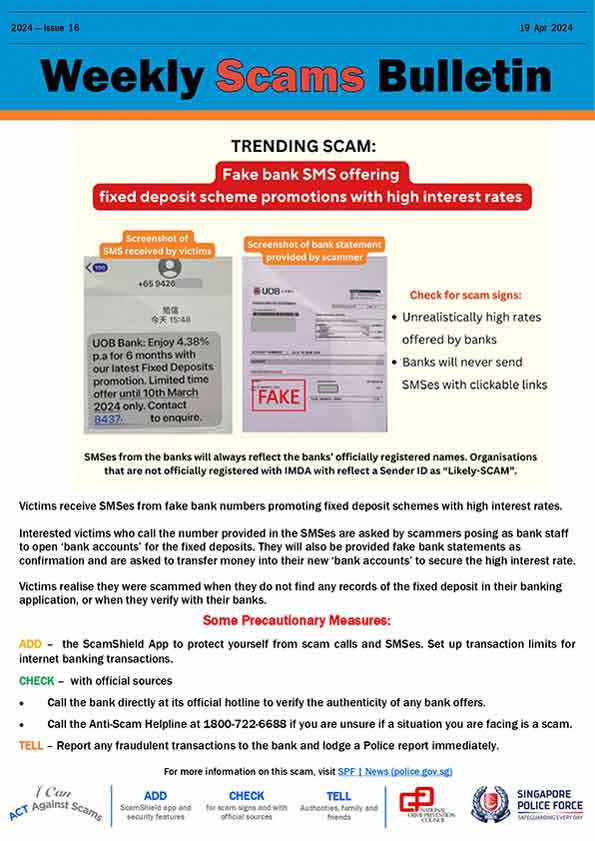 2024 — Issue 16
19 Apr 2024
Weekly Scams Bulletin
TRENDING SCAM:
Fake bank SMS offering
fixed deposit scheme promotions with high interest rates
Screenshot of
SMS received by victims
+65 9426
短信
今天 15:48
UOB Bank: Enjoy 4.38%
p.a for 6 months with
our latest Fixed Deposits
promotion. Limited time
offer until 10th March
2024 only. Contact
8437-
to enquire.
Screenshot of bank statement
provided by scammer
UOB
FAKE
Check for scam signs:
• Unrealistically high rates
offered by banks
• Banks will never send
SMSes with clickable links
SMSes from the banks will always reflect the banks' officially registered names. Organisations
that are not officially registered with IMDA with reflect a Sender ID as "Likely-SCAM".
Victims receive SMSes from fake bank numbers promoting fixed deposit schemes with high interest rates.
Interested victims who call the number provided in the SMSes are asked by scammers posing as bank staff
to open 'bank accounts' for the fixed deposits. They will also be provided fake bank statements as
confirmation and are asked to transfer money into their new 'bank accounts' to secure the high interest rate.
Victims realise they were scammed when they do not find any records of the fixed deposit in their banking
application, or when they verify with their banks.
Some Precautionary Measures:
ADD – the ScamShield App to protect yourself from scam calls and SMSes. Set up transaction limits for
internet banking transactions.
CHECK – with official sources
• Call the bank directly at its official hotline to verify the authenticity of any bank offers.
• Call the Anti-Scam Helpline at 1800-722-6688 if you are unsure if a situation you are facing is a scam.
TELL – Report any fraudulent transactions to the bank and lodge a Police report immediately.
For more information on this scam, visit SPF | News (police.gov.sg)
I Can
ACT Against Scams
ADD
ScamShield app and
security features
CHECK
for scam signs and with
official sources
TELL
Authorities, family and
friends
NATIONAL
CRIME PREVENTION
COUNCIL
SINGAPORE
POLICE FORCE
SAFEGUARDING EVERY DAY